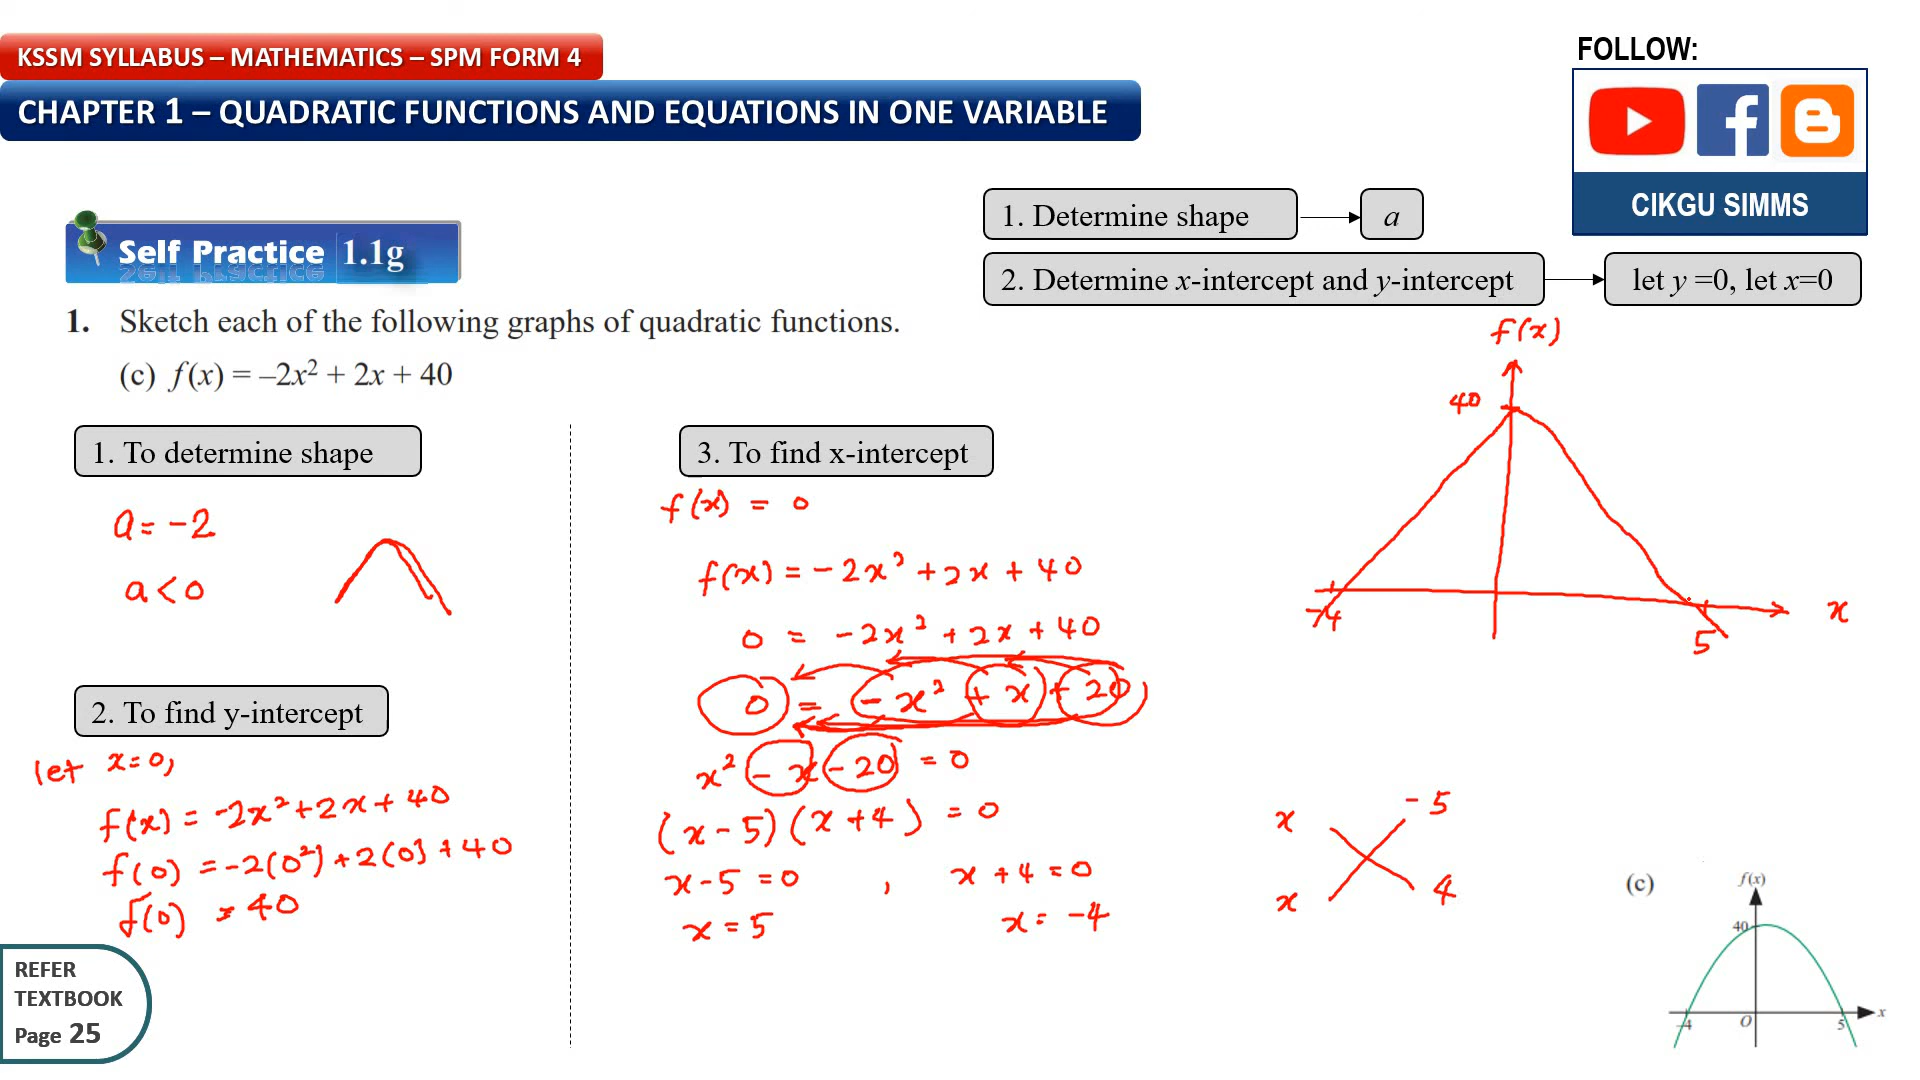 KSSM SYLLABUS – MATHEMATICS – SPM FORM 4
CHAPTER 1 – QUADRATIC FUNCTIONS AND EQUATIONS IN ONE VARIABLE
FOLLOW:
CIKGU SIMMS
1. Determine shape
a
2. Determine x-intercept and y-intercept
let y =0, let x=0
Self Practice 1.1g
1. Sketch each of the following graphs of quadratic functions.
(c) f(x) = –2x² + 2x + 40
1. To determine shape
a = -2
a < 0
2. To find y-intercept
let x=0,
f(x) = -2x² + 2x + 40
f(0) = -2(0²) + 2(0) + 40
f(0) = 40
3. To find x-intercept
f(x) = 0
f(x) = -2x² + 2x + 40
0 = -2x² + 2x + 40
0 = -x² + x + 20
x² - x - 20 = 0
(x - 5)(x + 4) = 0
x - 5 = 0 , x + 4 = 0
x = 5 x = -4
f(x)
40
-4
5
x
x -5
x 4
(c)
f(x)
40
-4
O
5
x
REFER
TEXTBOOK
Page 25